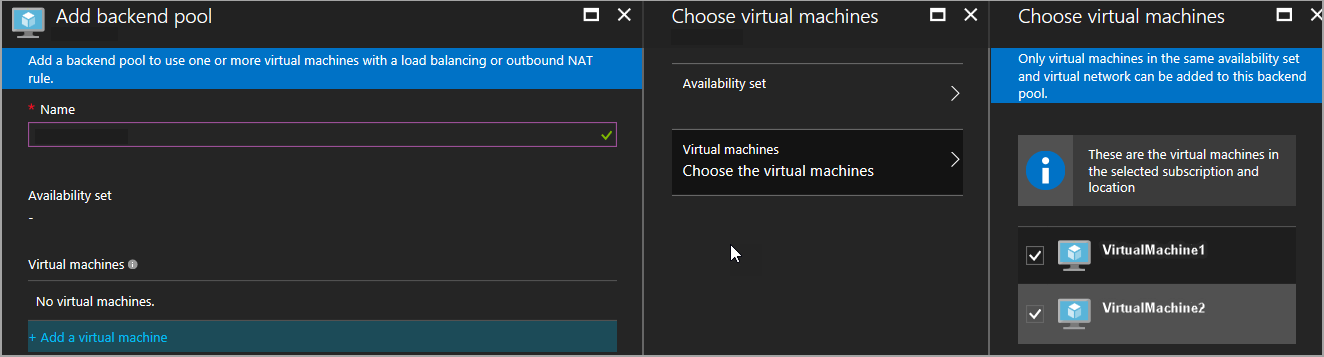 Add backend pool
Add a backend pool to use one or more virtual machines with a load balancing or outbound NAT
rule.
* Name
Availability set
-
Virtual machines
No virtual machines.
+ Add a virtual machine
Choose virtual machines
Availability set
Virtual machines
Choose the virtual machines
Choose virtual machines
Only virtual machines in the same availability set
and virtual network can be added to this backend
pool.
These are the virtual machines in
the selected subscription and
location
VirtualMachine1
VirtualMachine2